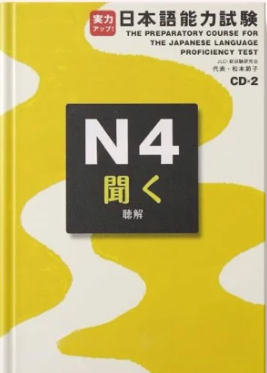 実力アップ!
日本語能力試験
THE PREPARATORY COURSE FOR
THE JAPANESE LANGUAGE
PROFICIENCY TEST
代表・松本節子
CD×2
N4
聞く
聴解